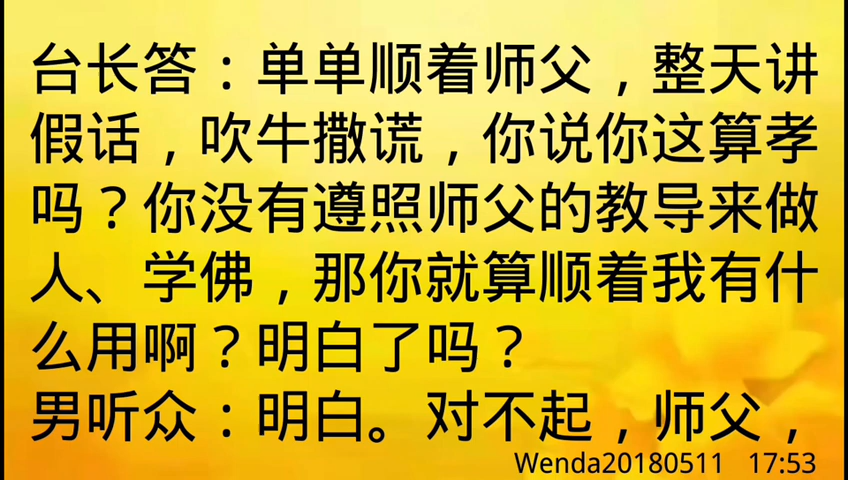 台长答：单单顺着师父，整天讲
假话，吹牛撒谎，你说你这算孝
吗？你没有遵照师父的教导来做
人、学佛，那你就算顺着我有什
么用啊？明白了吗？
男听众：明白。对不起，师父，
Wenda20180511 17:53